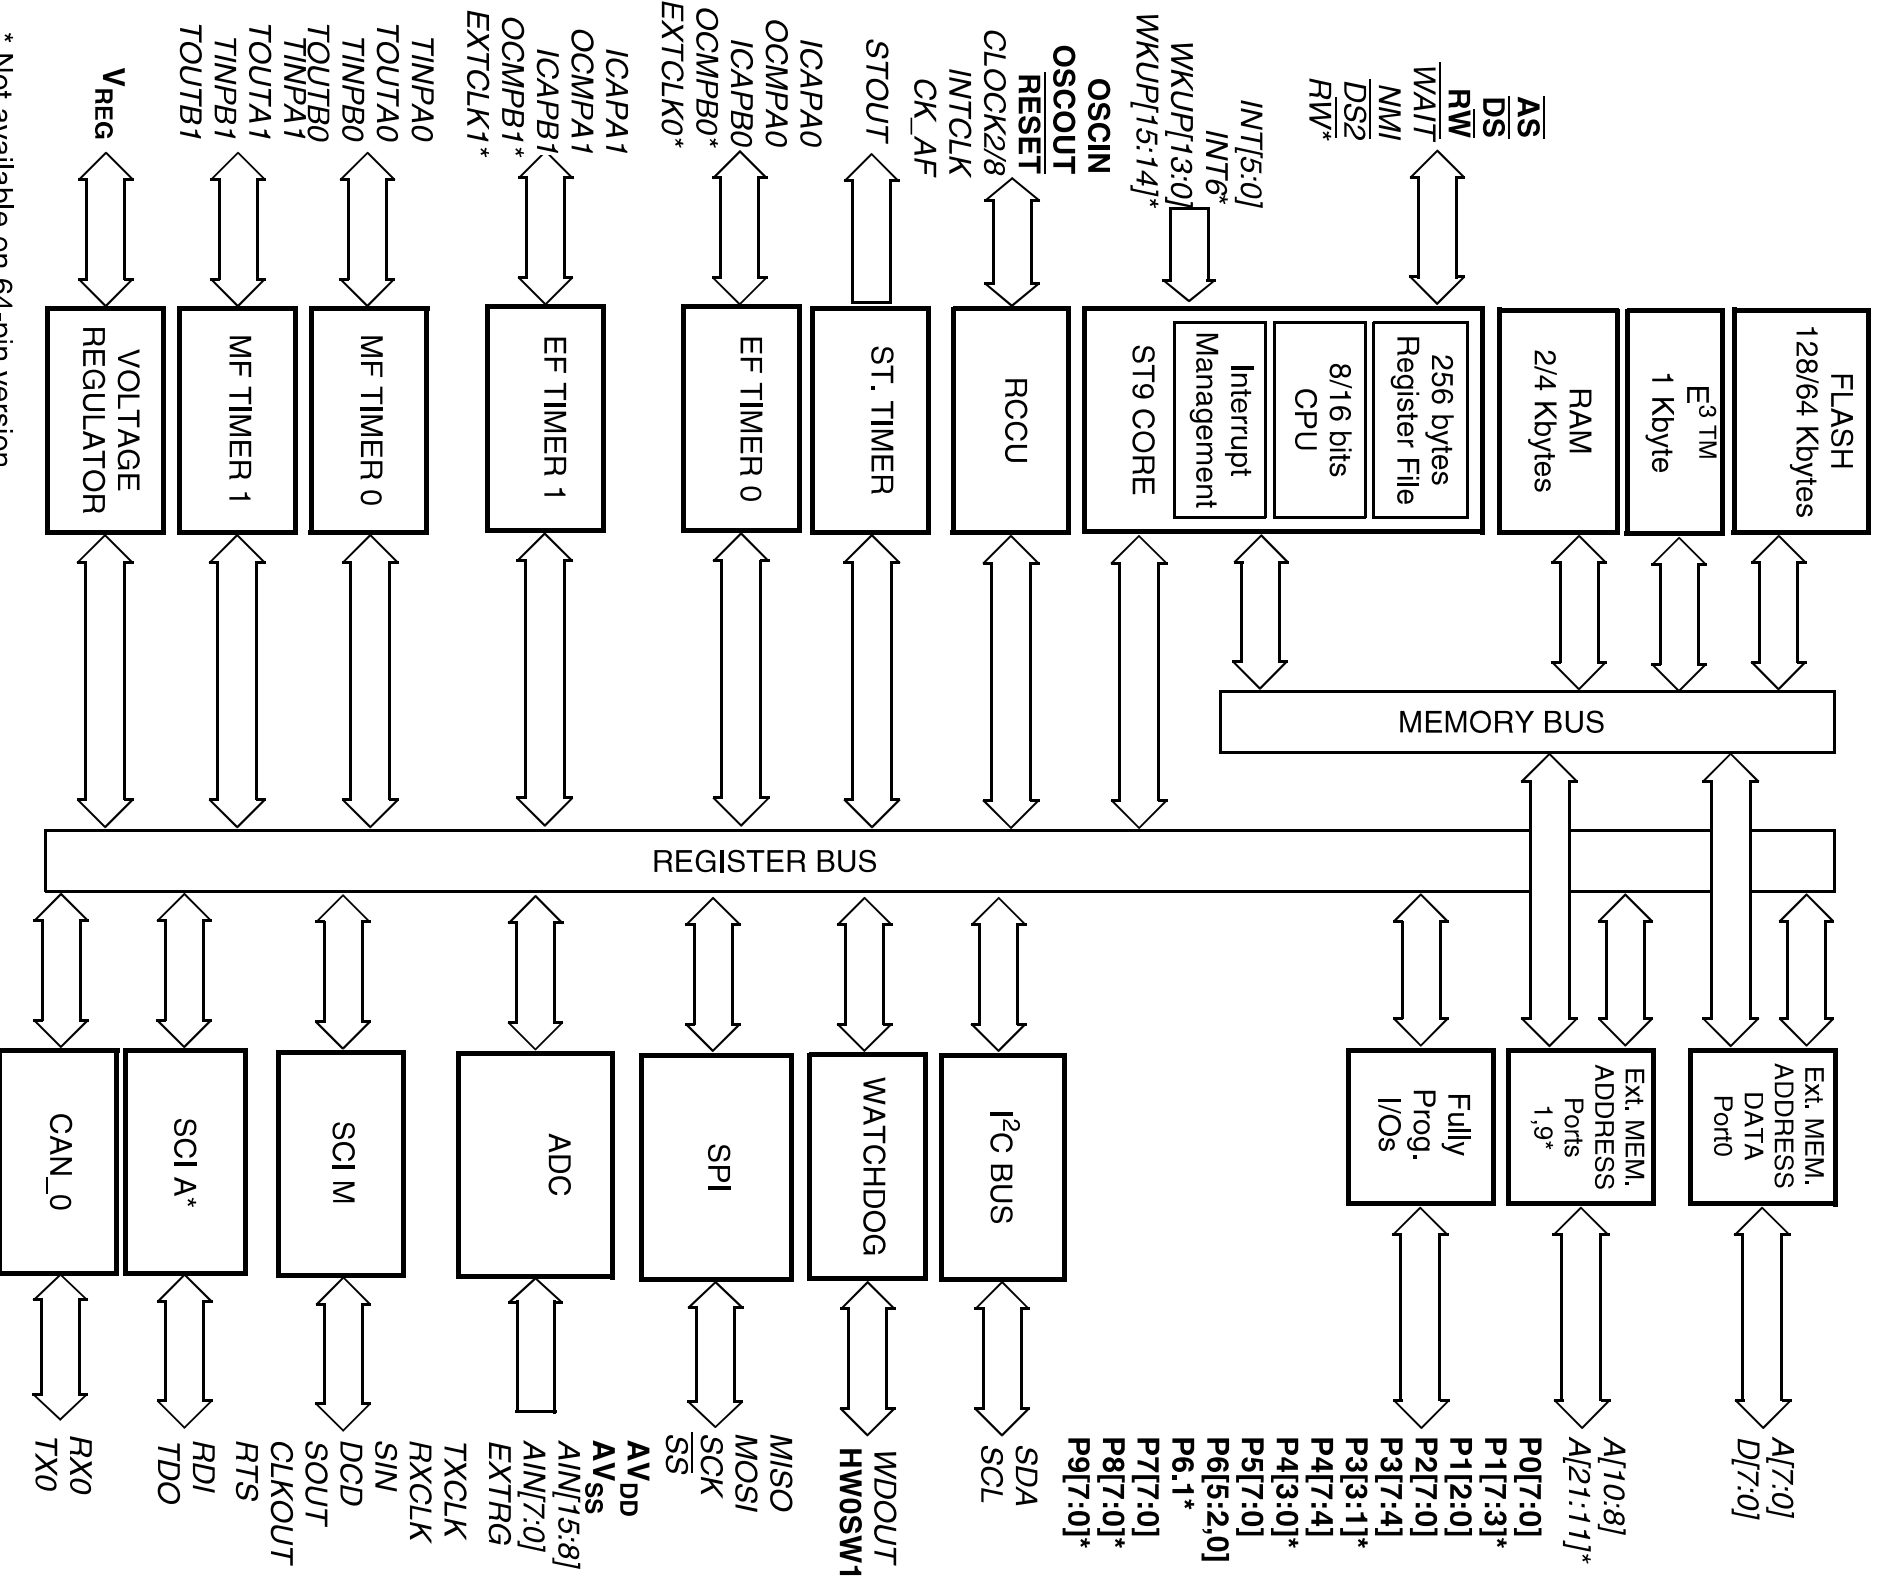 FLASH
128/64 Kbytes
E³ ™
1 Kbyte
RAM
2/4 Kbytes
256 bytes
Register File
8/16 bits
CPU
Interrupt
Management
ST9 CORE
RCCU
ST. TIMER
EF TIMER 0
EF TIMER 1
MF TIMER 0
MF TIMER 1
VOLTAGE
REGULATOR
AS
DS
RW
WAIT
NMI
DS2
RW*
INT[5:0]
INT6*
WKUP[13:0]
WKUP[15:14]*
OSCIN
OSCOUT
RESET
CLOCK2/8
INTCLK
CK_AF
STOUT
ICAPA0
OCMPA0
ICAPB0
OCMPB0*
EXTCLK0*
ICAPA1
OCMPA1
ICAPB1
OCMPB1*
EXTCLK1*
TINPA0
TOUTA0
TINPB0
TOUTB0
TINPA1
TOUTA1
TINPB1
TOUTB1
VREG
* Not available on 64-pin version
MEMORY BUS
REGISTER BUS
Ext. MEM.
ADDRESS
DATA
Port0
Ext. MEM.
ADDRESS
Ports
1,9*
Fully
Prog.
I/Os
I²C BUS
WATCHDOG
SPI
ADC
SCI M
SCI A*
CAN_0
A[7:0]
D[7:0]
A[10:8]
A[21:11]*
P0[7:0]
P1[7:3]*
P1[2:0]
P2[7:0]
P3[7:4]
P3[3:1]*
P4[7:4]
P4[3:0]*
P5[7:0]
P6[5:2,0]
P6.1*
P7[7:0]
P8[7:0]*
P9[7:0]*
SDA
SCL
WDOUT
HW0SW1
MISO
MOSI
SCK
SS
AVDD
AVSS
AIN[15:8]
AIN[7:0]
EXTRG
TXCLK
RXCLK
SIN
DCD
SOUT
CLKOUT
RTS
RDI
TDO
RX0
TX0